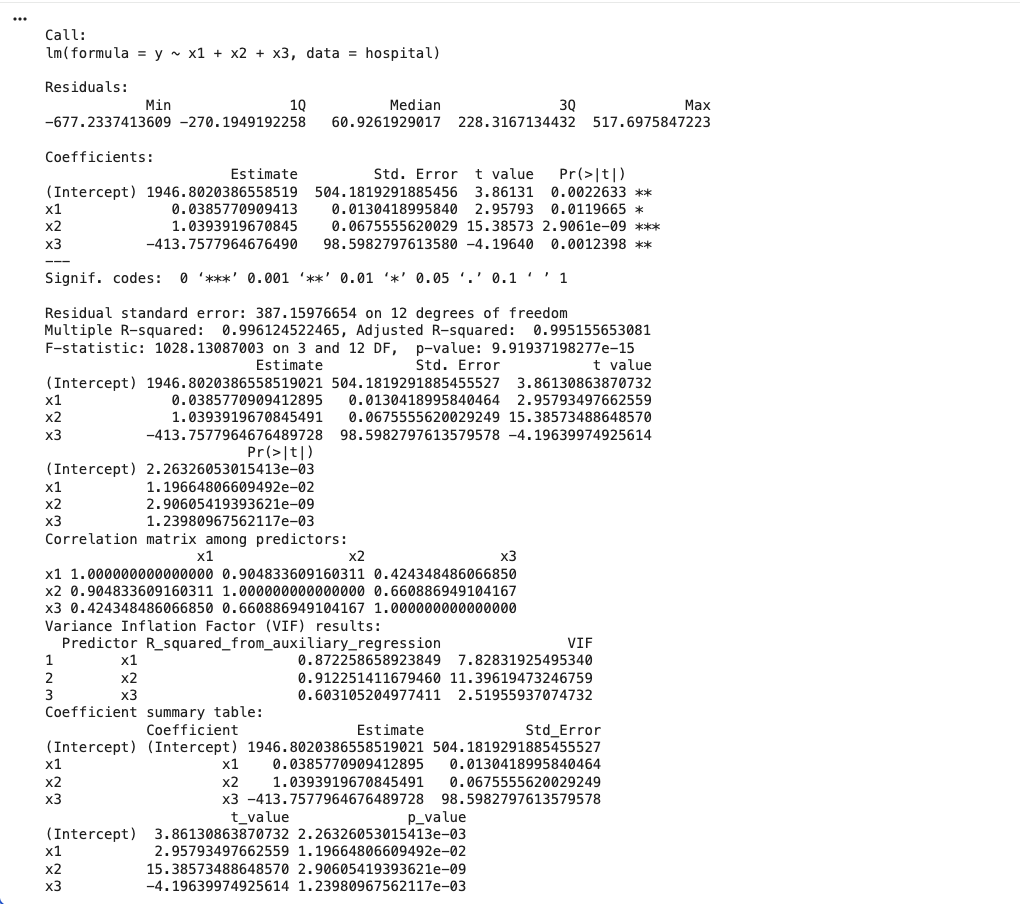 ...
Call:
lm(formula = y ~ x1 + x2 + x3, data = hospital)
Residuals:
Min 1Q Median 3Q Max
-677.2337413609 -270.1949192258 60.9261929017 228.3167134432 517.6975847223
Coefficients:
Estimate Std. Error t value Pr(>|t|)
(Intercept) 1946.8020386558519 504.1819291885456 3.86131 0.0022633 **
x1 0.0385770909413 0.0130418995840 2.95793 0.0119665 *
x2 1.0393919670845 0.0675555620029 15.38573 2.9061e-09 ***
x3 -413.7577964676490 98.5982797613580 -4.19640 0.0012398 **
---
Signif. codes: 0 ‘***’ 0.001 ‘**’ 0.01 ‘*’ 0.05 ‘.’ 0.1 ‘ ’ 1
Residual standard error: 387.15976654 on 12 degrees of freedom
Multiple R-squared: 0.996124522465, Adjusted R-squared: 0.995155653081
F-statistic: 1028.13087003 on 3 and 12 DF, p-value: 9.91937198277e-15
Estimate Std. Error t value
(Intercept) 1946.8020386558519021 504.1819291885455527 3.86130863870732
x1 0.0385770909412895 0.0130418995840464 2.95793497662559
x2 1.0393919670845491 0.0675555620029249 15.38573488648570
x3 -413.7577964676489728 98.5982797613579578 -4.19639974925614
Pr(>|t|)
(Intercept) 2.26326053015413e-03
x1 1.19664806609492e-02
x2 2.90605419393621e-09
x3 1.23980967562117e-03
Correlation matrix among predictors:
x1 x2 x3
x1 1.000000000000000 0.904833609160311 0.424348486066850
x2 0.904833609160311 1.000000000000000 0.660886949104167
x3 0.424348486066850 0.660886949104167 1.000000000000000
Variance Inflation Factor (VIF) results:
Predictor R_squared_from_auxiliary_regression VIF
1 x1 0.872258658923849 7.82831925495340
2 x2 0.912251411679460 11.39619473246759
3 x3 0.603105204977411 2.51955937074732
Coefficient summary table:
Coefficient Estimate Std_Error
(Intercept) (Intercept) 1946.8020386558519021 504.1819291885455527
x1 x1 0.0385770909412895 0.0130418995840464
x2 x2 1.0393919670845491 0.0675555620029249
x3 x3 -413.7577964676489728 98.5982797613579578
t_value p_value
(Intercept) 3.86130863870732 2.26326053015413e-03
x1 2.95793497662559 1.19664806609492e-02
x2 15.38573488648570 2.90605419393621e-09
x3 -4.19639974925614 1.23980967562117e-03